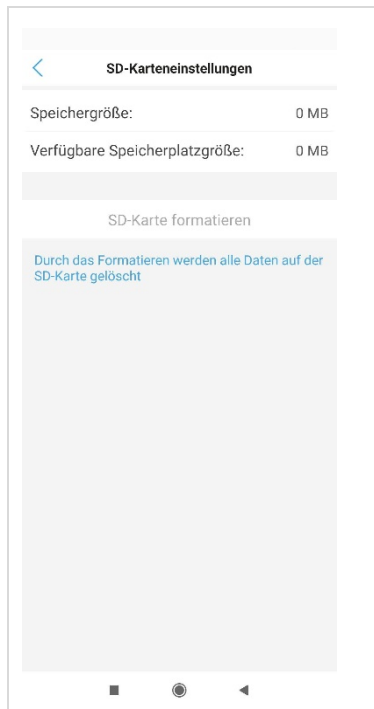 SD-Karteneinstellungen
Speichergröße: 0 MB
Verfügbare Speicherplatzgröße: 0 MB
SD-Karte formatieren
Durch das Formatieren werden alle Daten auf der
SD-Karte gelöscht